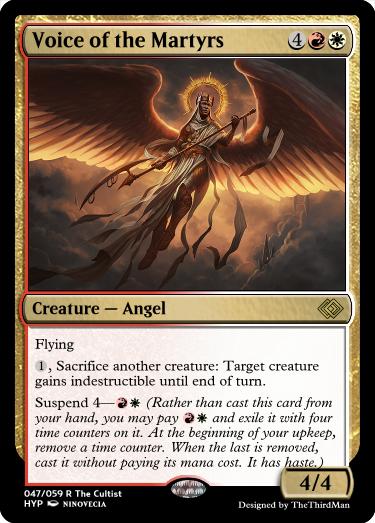 Voice of the Martyrs 4
Creature — Angel
Flying
1, Sacrifice another creature: Target creature
gains indestructible until end of turn.
Suspend 4— (Rather than cast this card from
your hand, you may pay and exile it with four
time counters on it. At the beginning of your upkeep,
remove a time counter. When the last is removed,
cast it without paying its mana cost. It has haste.)
4/4
047/059 R The Cultist
HYP NINOVECIA
Designed by TheThirdMan